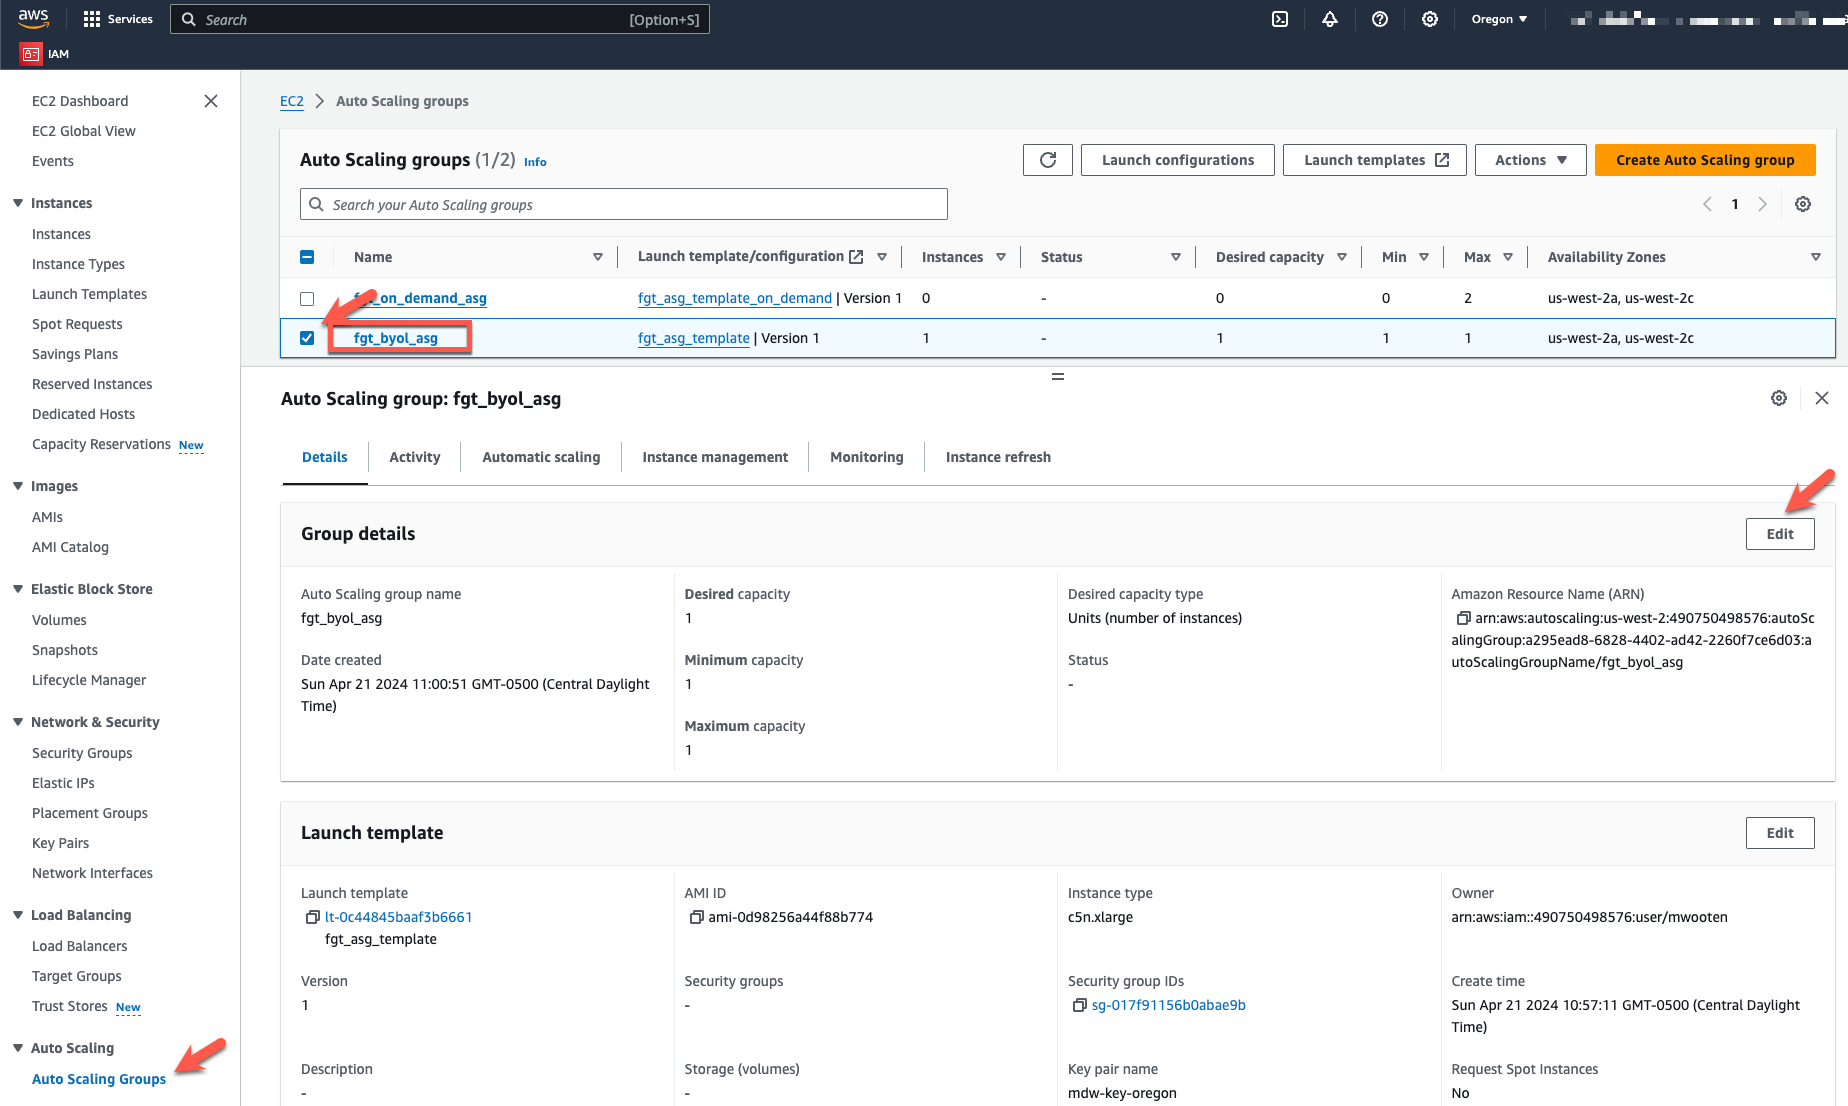 aws
Services
Search
[Option+S]
Oregon
IAM
EC2 Dashboard
EC2 Global View
Events
Instances
Instances
Instance Types
Launch Templates
Spot Requests
Savings Plans
Reserved Instances
Dedicated Hosts
Capacity Reservations New
Images
AMIs
AMI Catalog
Elastic Block Store
Volumes
Snapshots
Lifecycle Manager
Network & Security
Security Groups
Elastic IPs
Placement Groups
Key Pairs
Network Interfaces
Load Balancing
Load Balancers
Target Groups
Trust Stores New
Auto Scaling
Auto Scaling Groups
EC2 Auto Scaling groups
Auto Scaling groups (1/2) Info
Launch configurations
Launch templates
Actions
Create Auto Scaling group
Search your Auto Scaling groups
1
Name Launch template/configuration Instances Status Desired capacity Min Max Availability Zones
on_demand_asg fgt_asg_template_on_demand | Version 1 0 - 0 0 2 us-west-2a, us-west-2c
fgt_byol_asg fgt_asg_template | Version 1 1 - 1 1 1 us-west-2a, us-west-2c
Auto Scaling group: fgt_byol_asg
Details Activity Automatic scaling Instance management Monitoring Instance refresh
Group details
Edit
Auto Scaling group name
fgt_byol_asg
Date created
Sun Apr 21 2024 11:00:51 GMT-0500 (Central Daylight
Time)
Desired capacity
1
Minimum capacity
1
Maximum capacity
1
Desired capacity type
Units (number of instances)
Status
-
Amazon Resource Name (ARN)
arn:aws:autoscaling:us-west-2:490750498576:autoSc
alingGroup:a295ead8-6828-4402-ad42-2260f7ce6d03:a
utoScalingGroupName/fgt_byol_asg
Launch template
Edit
Launch template
lt-0c44845baaf3b6661
fgt_asg_template
AMI ID
ami-0d98256a44f88b774
Instance type
c5n.xlarge
Owner
arn:aws:iam::490750498576:user/mwooten
Version
1
Security groups
-
Security group IDs
sg-017f91156b0abae9b
Create time
Sun Apr 21 2024 10:57:11 GMT-0500 (Central Daylight
Time)
Description
-
Storage (volumes)
-
Key pair name
mdw-key-oregon
Request Spot Instances
No